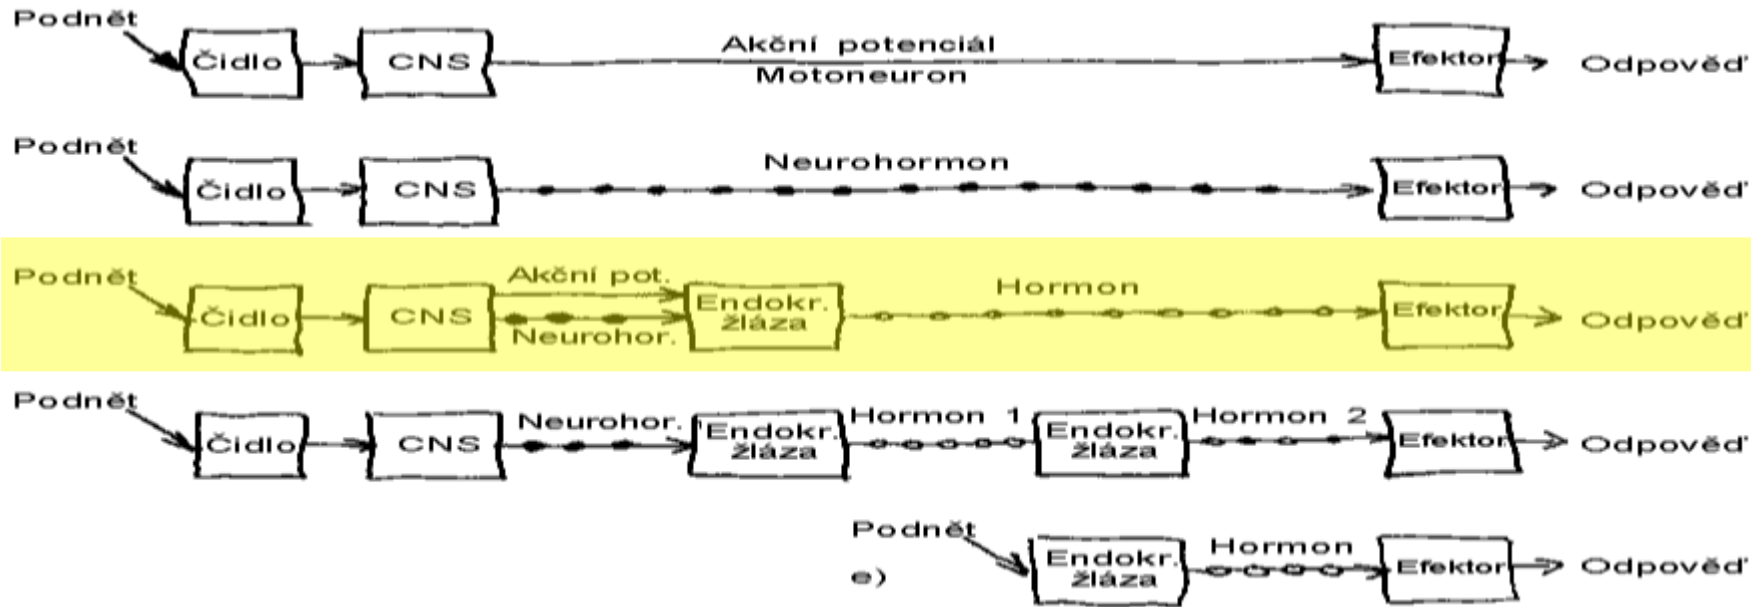 Podnět
Čidlo CNS Akční potenciál Efektor Odpověď
Motoneuron
Podnět
Čidlo CNS Neurohormon Efektor Odpověď
Podnět
Čidlo CNS Akční pot. Endokr. Hormon Efektor Odpověď
Neurohor. žláza
Podnět
Čidlo CNS Neurohor. Endokr. Hormon 1 Endokr. Hormon 2 Efektor Odpověď
žláza žláza
Podnět
e) Endokr. Hormon Efektor Odpověď
žláza